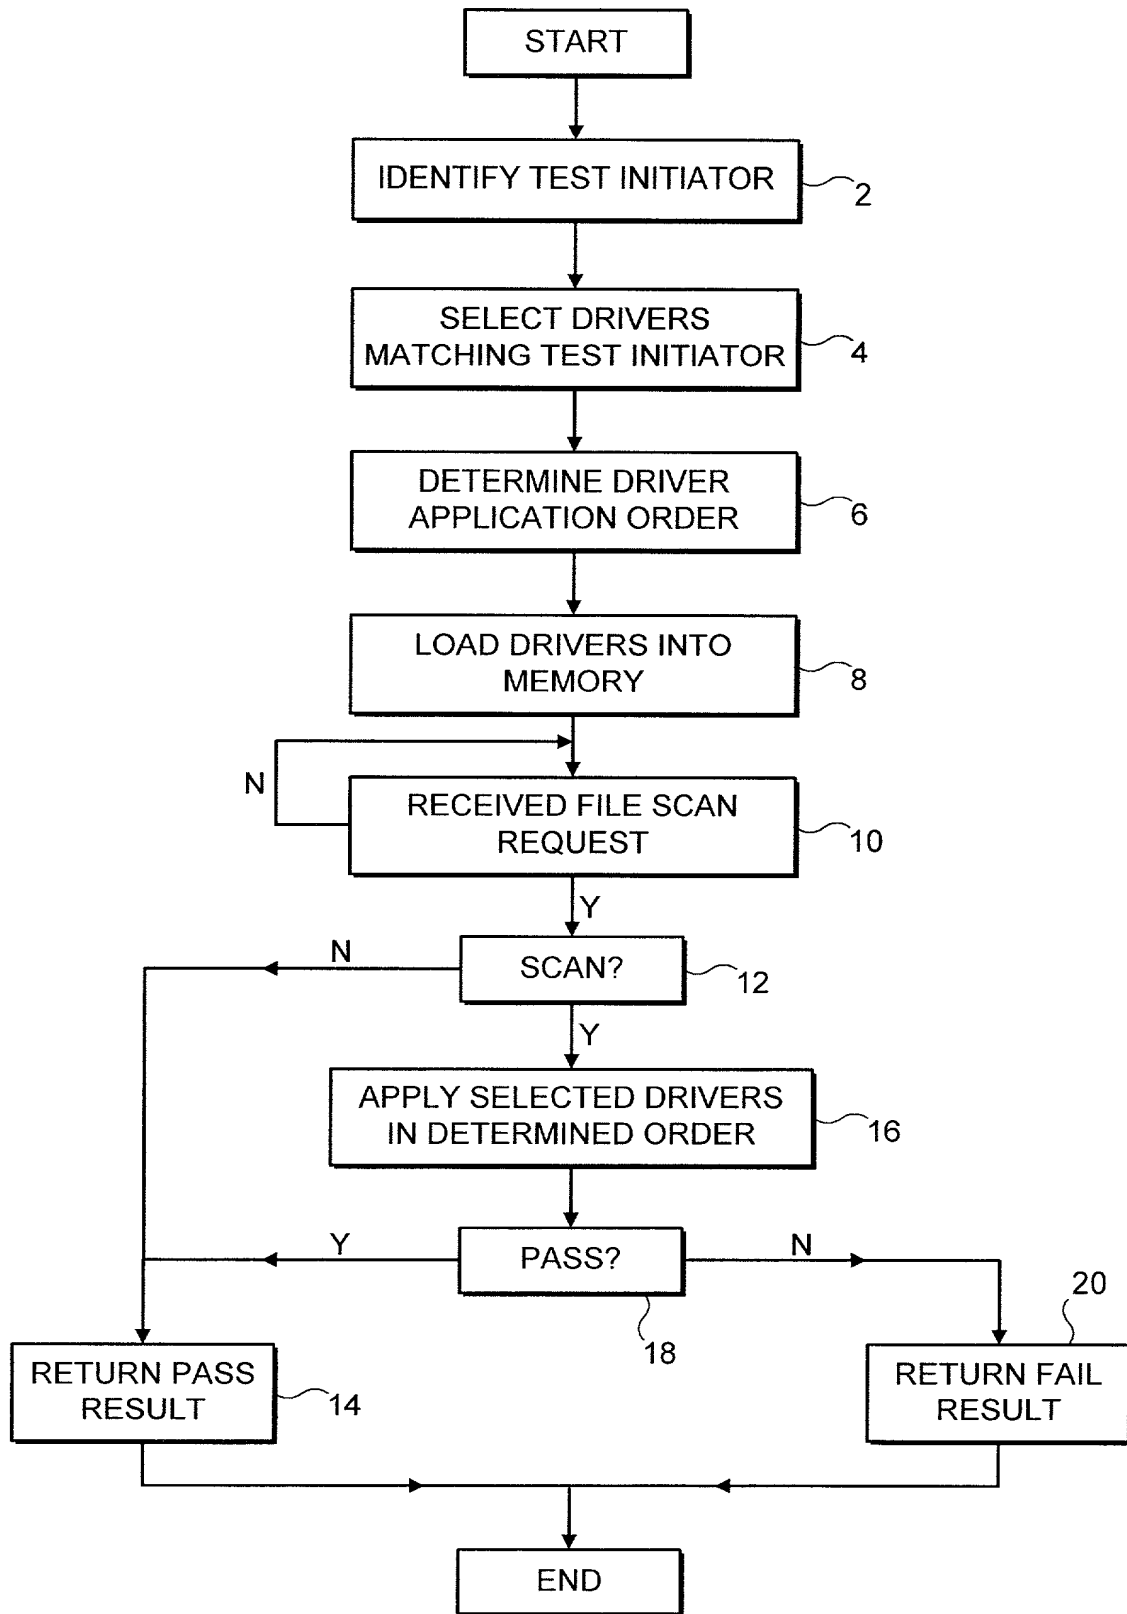 START
IDENTIFY TEST INITIATOR
2
SELECT DRIVERS
MATCHING TEST INITIATOR
4
DETERMINE DRIVER
APPLICATION ORDER
6
LOAD DRIVERS INTO
MEMORY
8
N
RECEIVED FILE SCAN
REQUEST
10
Y
N
SCAN?
12
Y
APPLY SELECTED DRIVERS
IN DETERMINED ORDER
16
Y
PASS?
N
18
20
RETURN PASS
RESULT
14
RETURN FAIL
RESULT
END